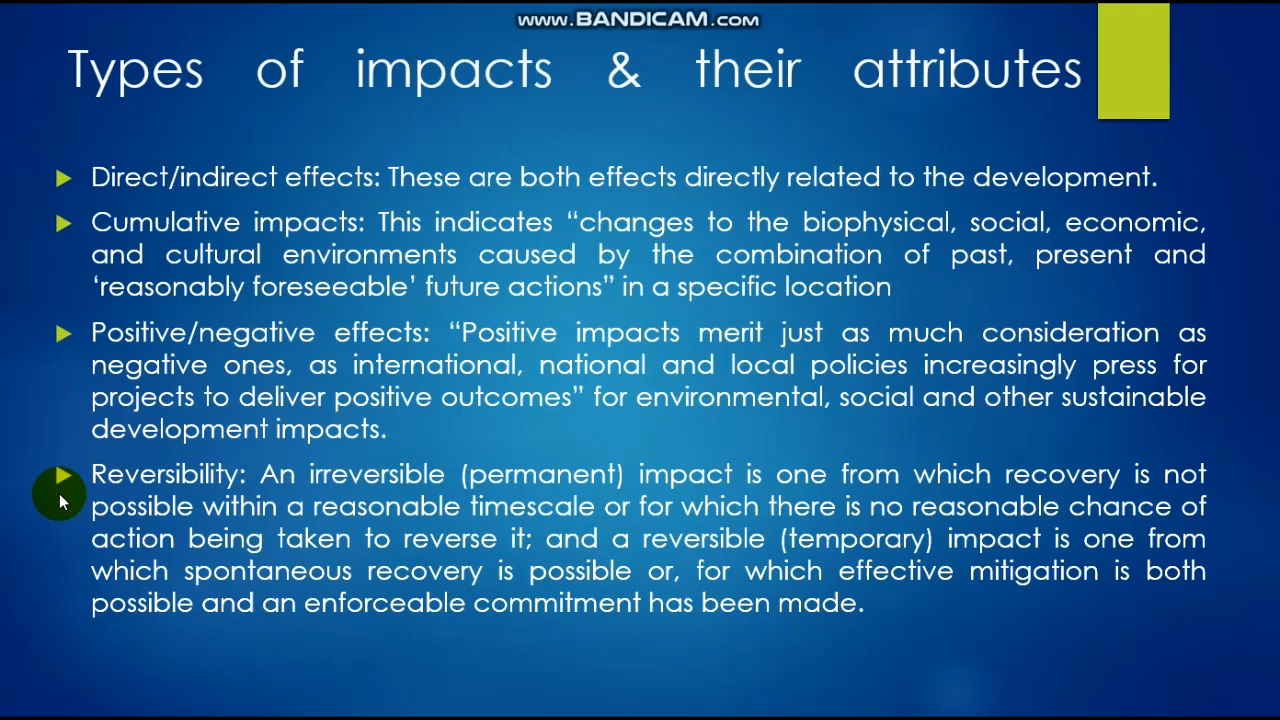 www.BANDICAM.com
Types of impacts & their attributes
Direct/indirect effects: These are both effects directly related to the development.
Cumulative impacts: This indicates “changes to the biophysical, social, economic,
and cultural environments caused by the combination of past, present and
‘reasonably foreseeable’ future actions” in a specific location
Positive/negative effects: “Positive impacts merit just as much consideration as
negative ones, as international, national and local policies increasingly press for
projects to deliver positive outcomes” for environmental, social and other sustainable
development impacts.
Reversibility: An irreversible (permanent) impact is one from which recovery is not
possible within a reasonable timescale or for which there is no reasonable chance of
action being taken to reverse it; and a reversible (temporary) impact is one from
which spontaneous recovery is possible or, for which effective mitigation is both
possible and an enforceable commitment has been made.